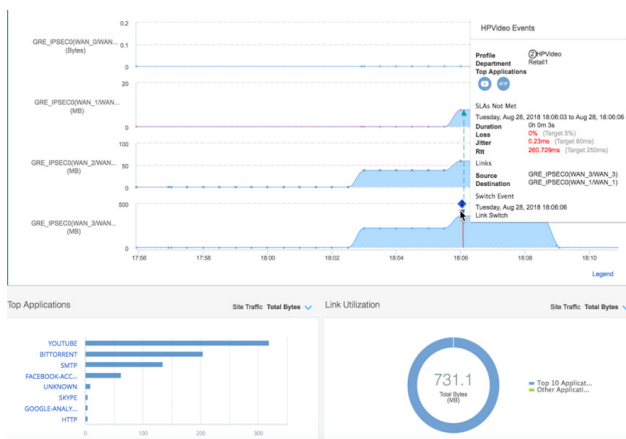 HPVideo Events
Profile ②HPVideo
Department Retail1
Top Applications
SLAs Not Met
Tuesday, Aug 28, 2018 18:06:03 to Aug 28, 18:06:06
Duration 0h 0m 3s
Loss 0% (Target 5%)
Jitter 0.23ms (Target 60ms)
Rtt 260.729ms (Target 250ms)
Links
Source GRE_IPSEC0(WAN_3/WAN_3)
Destination GRE_IPSEC0(WAN_1/WAN_1)
Switch Event
Tuesday, Aug 28, 2018 18:06:06
Link Switch
0.2
GRE_IPSEC0(WAN_0/WAN...
(Bytes)
0.1
0
20
GRE_IPSEC0(WAN_1/WAN...
(MB)
0
100
GRE_IPSEC0(WAN_2/WAN...
(MB)
50
0
500
GRE_IPSEC0(WAN_3/WAN...
(MB)
0
17:56 17:58 18:00 18:02 18:04 18:06 18:08 18:10
Legend
Top Applications Site Traffic Total Bytes
YOUTUBE
BITTORRENT
SMTP
FACEBOOK-ACC...
UNKNOWN
SKYPE
GOOGLE-ANALY...
HTTP
0 100 200 300
Link Utilization Site Traffic Total Bytes
731.1
Total Bytes
(MB)
Top 10 Applicat...
Other Applicati...